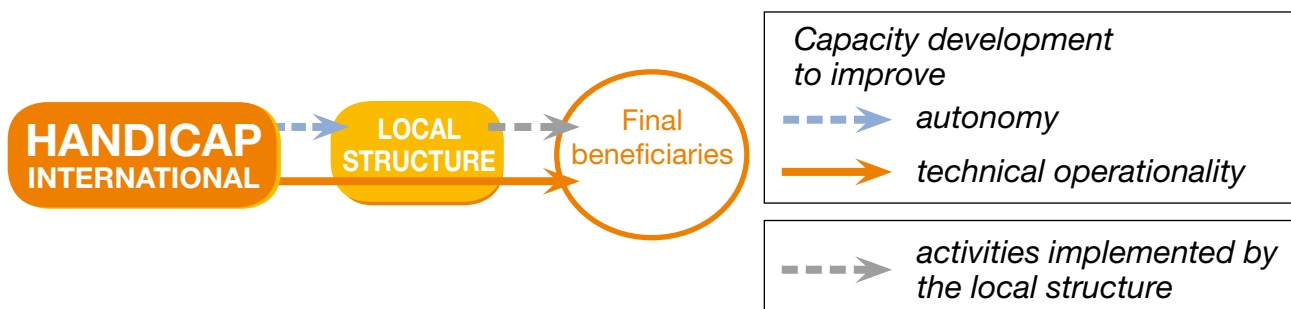 HANDICAP
INTERNATIONAL
LOCAL
STRUCTURE
Final
beneficiaries
Capacity development
to improve
autonomy
technical operationality
activities implemented by
the local structure